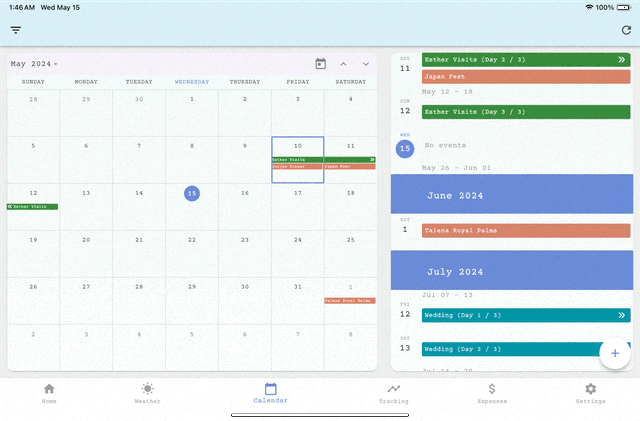 1:46 AM Wed May 15
100%
May 2024
SUNDAY MONDAY TUESDAY WEDNESDAY THURSDAY FRIDAY SATURDAY
28 29 30 1 2 3 4
5 6 7 8 9 10 11
Esther Visits
Japan Fest
12 13 14 15 16 17 18
Esther Visits
19 20 21 22 23 24 25
26 27 28 29 30 31 1
Talena Royal Palms
2 3 4 5 6 7 8
SAT
11
Esther Visits (Day 2 / 3)
Japan Fest
May 12 - 18
SUN
12
Esther Visits (Day 3 / 3)
WED
15
No events
May 26 - Jun 01
June 2024
SAT
1
Talena Royal Palms
July 2024
Jul 07 - 13
FRI
12
Wedding (Day 1 / 3)
SAT
13
Wedding (Day 2 / 3)
+
Home Weather Calendar Tracking Expenses Settings